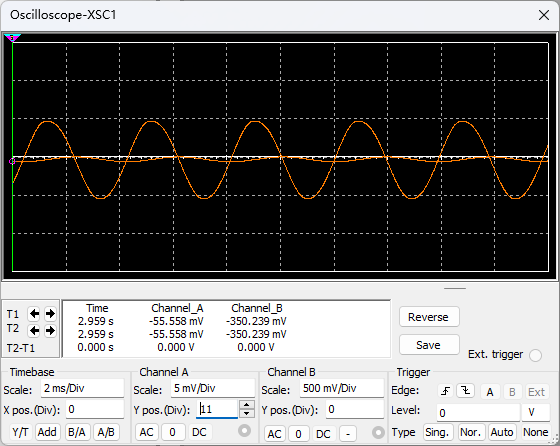 Oscilloscope-XSC1
T1
T2
T2-T1
Time Channel_A Channel_B
2.959 s -55.558 mV -350.239 mV
2.959 s -55.558 mV -350.239 mV
0.000 s 0.000 V 0.000 V
Reverse
Save
Ext. trigger
Timebase
Scale: 2 ms/Div
X pos.(Div): 0
Y/T Add B/A A/B
Channel A
Scale: 5 mV/Div
Y pos.(Div): 11
AC 0 DC
Channel B
Scale: 500 mV/Div
Y pos.(Div): 0
AC 0 DC -
Trigger
Edge: A B Ext
Level: 0 V
Type Sing. Nor. Auto None